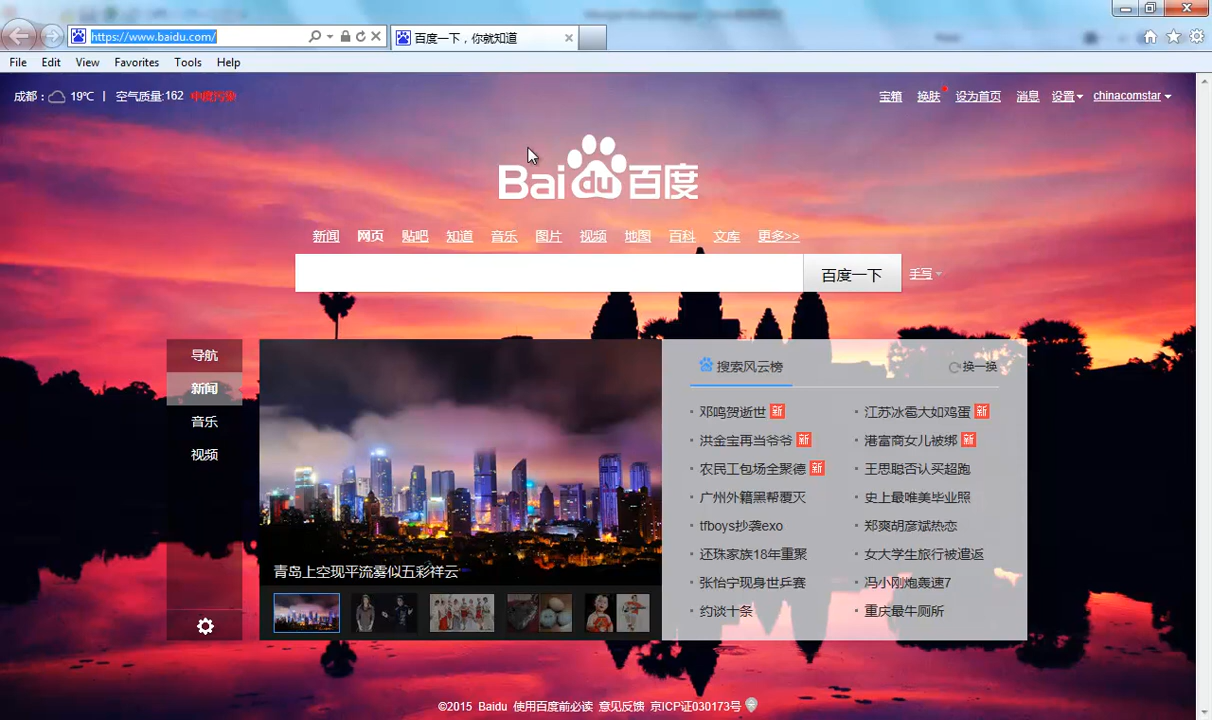 https://www.baidu.com/
百度一下，你就知道
File Edit View Favorites Tools Help
成都： 19℃ | 空气质量:162 中度污染
宝箱 换肤 设为首页 消息 设置 chinacomstar
Bai du 百度
新闻 网页 贴吧 知道 音乐 图片 视频 地图 百科 文库 更多>>
百度一下 手写
导航
新闻
音乐
视频
青岛上空现平流雾似五彩祥云
搜索风云榜 换一换
邓鸣贺逝世 新 江苏冰雹大如鸡蛋 新
洪金宝再当爷爷 新 港富商女儿被绑 新
农民工包场全聚德 新 王思聪否认买超跑
广州外籍黑帮覆灭 史上最唯美毕业照
tfboys抄袭exo 郑爽胡彦斌热恋
还珠家族18年重聚 女大学生旅行被遣返
张怡宁现身世乒赛 冯小刚炮轰速7
约谈十条 重庆最牛厕所
©2015 Baidu 使用百度前必读 意见反馈 京ICP证030173号